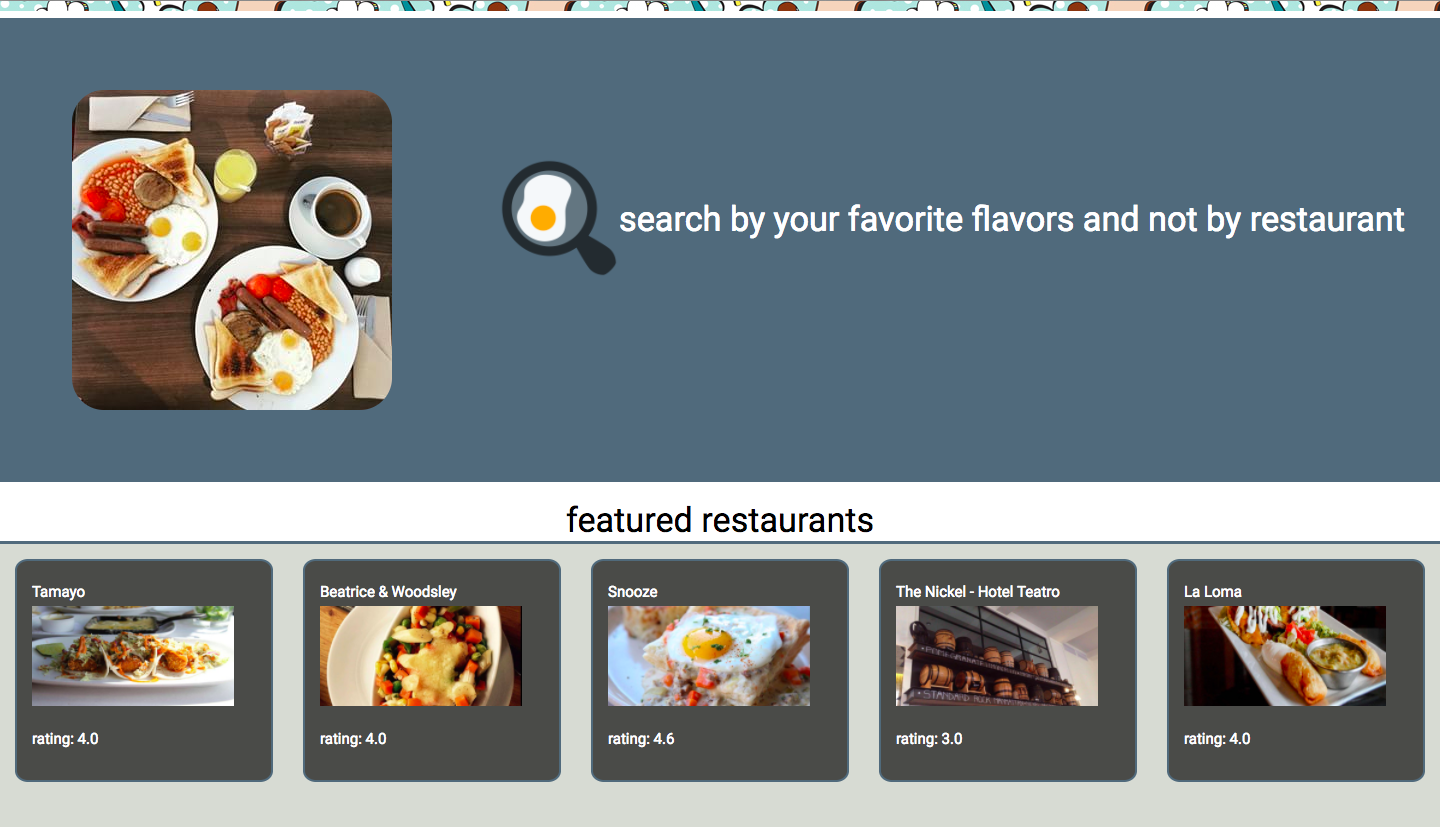 search by your favorite flavors and not by restaurant
featured restaurants
Tamayo
Beatrice & Woodsley
Snooze
The Nickel - Hotel Teatro
La Loma
rating: 4.0
rating: 4.0
rating: 4.6
rating: 3.0
rating: 4.0